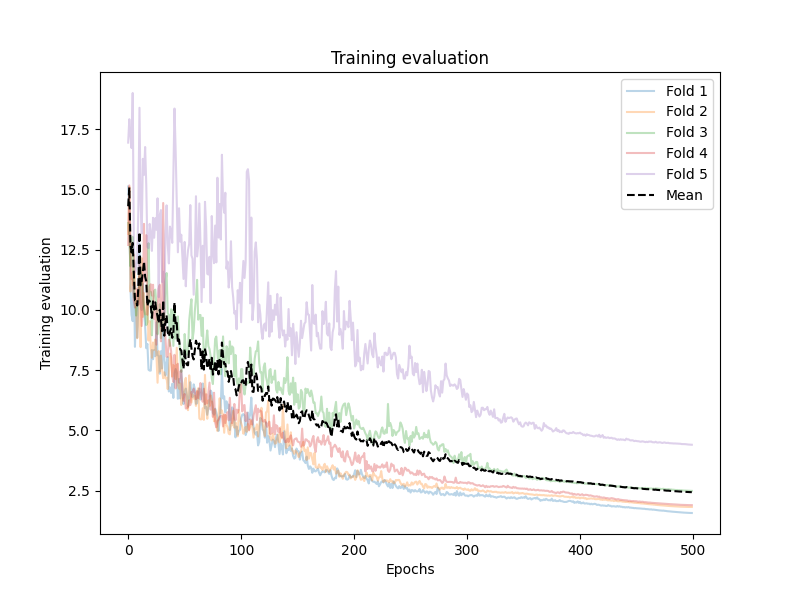 Training evaluation
Fold 1
Fold 2
Fold 3
Fold 4
Fold 5
Mean
Training evaluation
17.5
15.0
12.5
10.0
7.5
5.0
2.5
0 100 200 300 400 500
Epochs